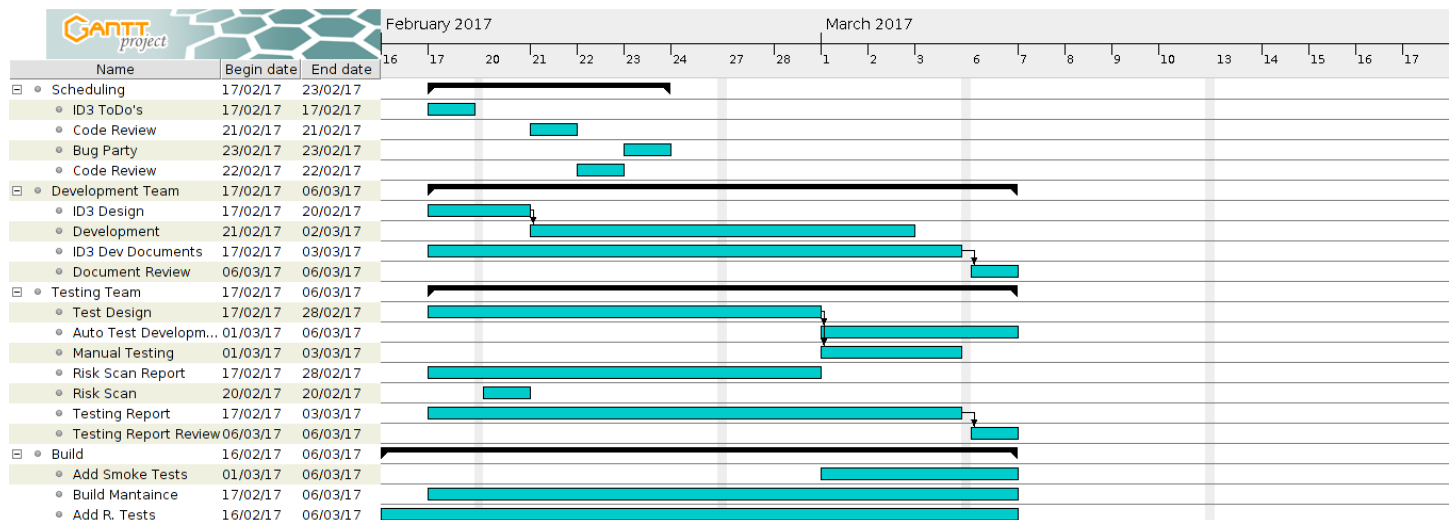 GANTT
project
February 2017 March 2017
16 17 20 21 22 23 24 27 28 1 2 3 6 7 8 9 10 13 14 15 16 17
Name Begin date End date
Scheduling 17/02/17 23/02/17
ID3 ToDo's 17/02/17 17/02/17
Code Review 21/02/17 21/02/17
Bug Party 23/02/17 23/02/17
Code Review 22/02/17 22/02/17
Development Team 17/02/17 06/03/17
ID3 Design 17/02/17 20/02/17
Development 21/02/17 02/03/17
ID3 Dev Documents 17/02/17 03/03/17
Document Review 06/03/17 06/03/17
Testing Team 17/02/17 06/03/17
Test Design 17/02/17 28/02/17
Auto Test Developm... 01/03/17 06/03/17
Manual Testing 01/03/17 03/03/17
Risk Scan Report 17/02/17 28/02/17
Risk Scan 20/02/17 20/02/17
Testing Report 17/02/17 03/03/17
Testing Report Review 06/03/17 06/03/17
Build 16/02/17 06/03/17
Add Smoke Tests 01/03/17 06/03/17
Build Mantaince 17/02/17 06/03/17
Add R. Tests 16/02/17 06/03/17